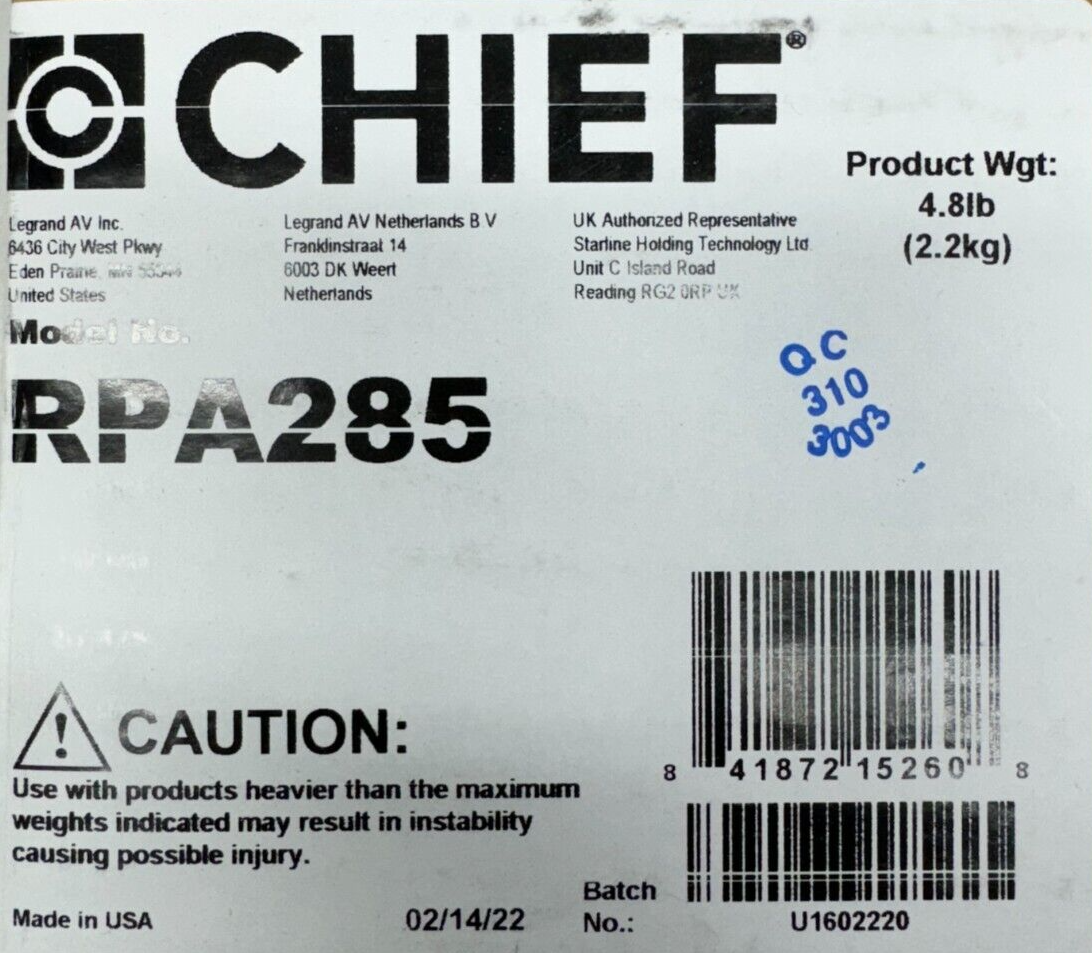 CHIEF®
Product Wgt:
4.8lb
(2.2kg)
Legrand AV Inc.
6436 City West Pkwy
Eden Prairie, MN 55344
United States
Legrand AV Netherlands B V
Franklinstraat 14
6003 DK Weert
Netherlands
UK Authorized Representative
Starline Holding Technology Ltd
Unit C Island Road
Reading RG2 0RP UK
Model No.
RPA285
QC
310
3003
CAUTION:
Use with products heavier than the maximum
weights indicated may result in instability
causing possible injury.
8 41872 15260 8
Made in USA
02/14/22
Batch
No.:
U1602220